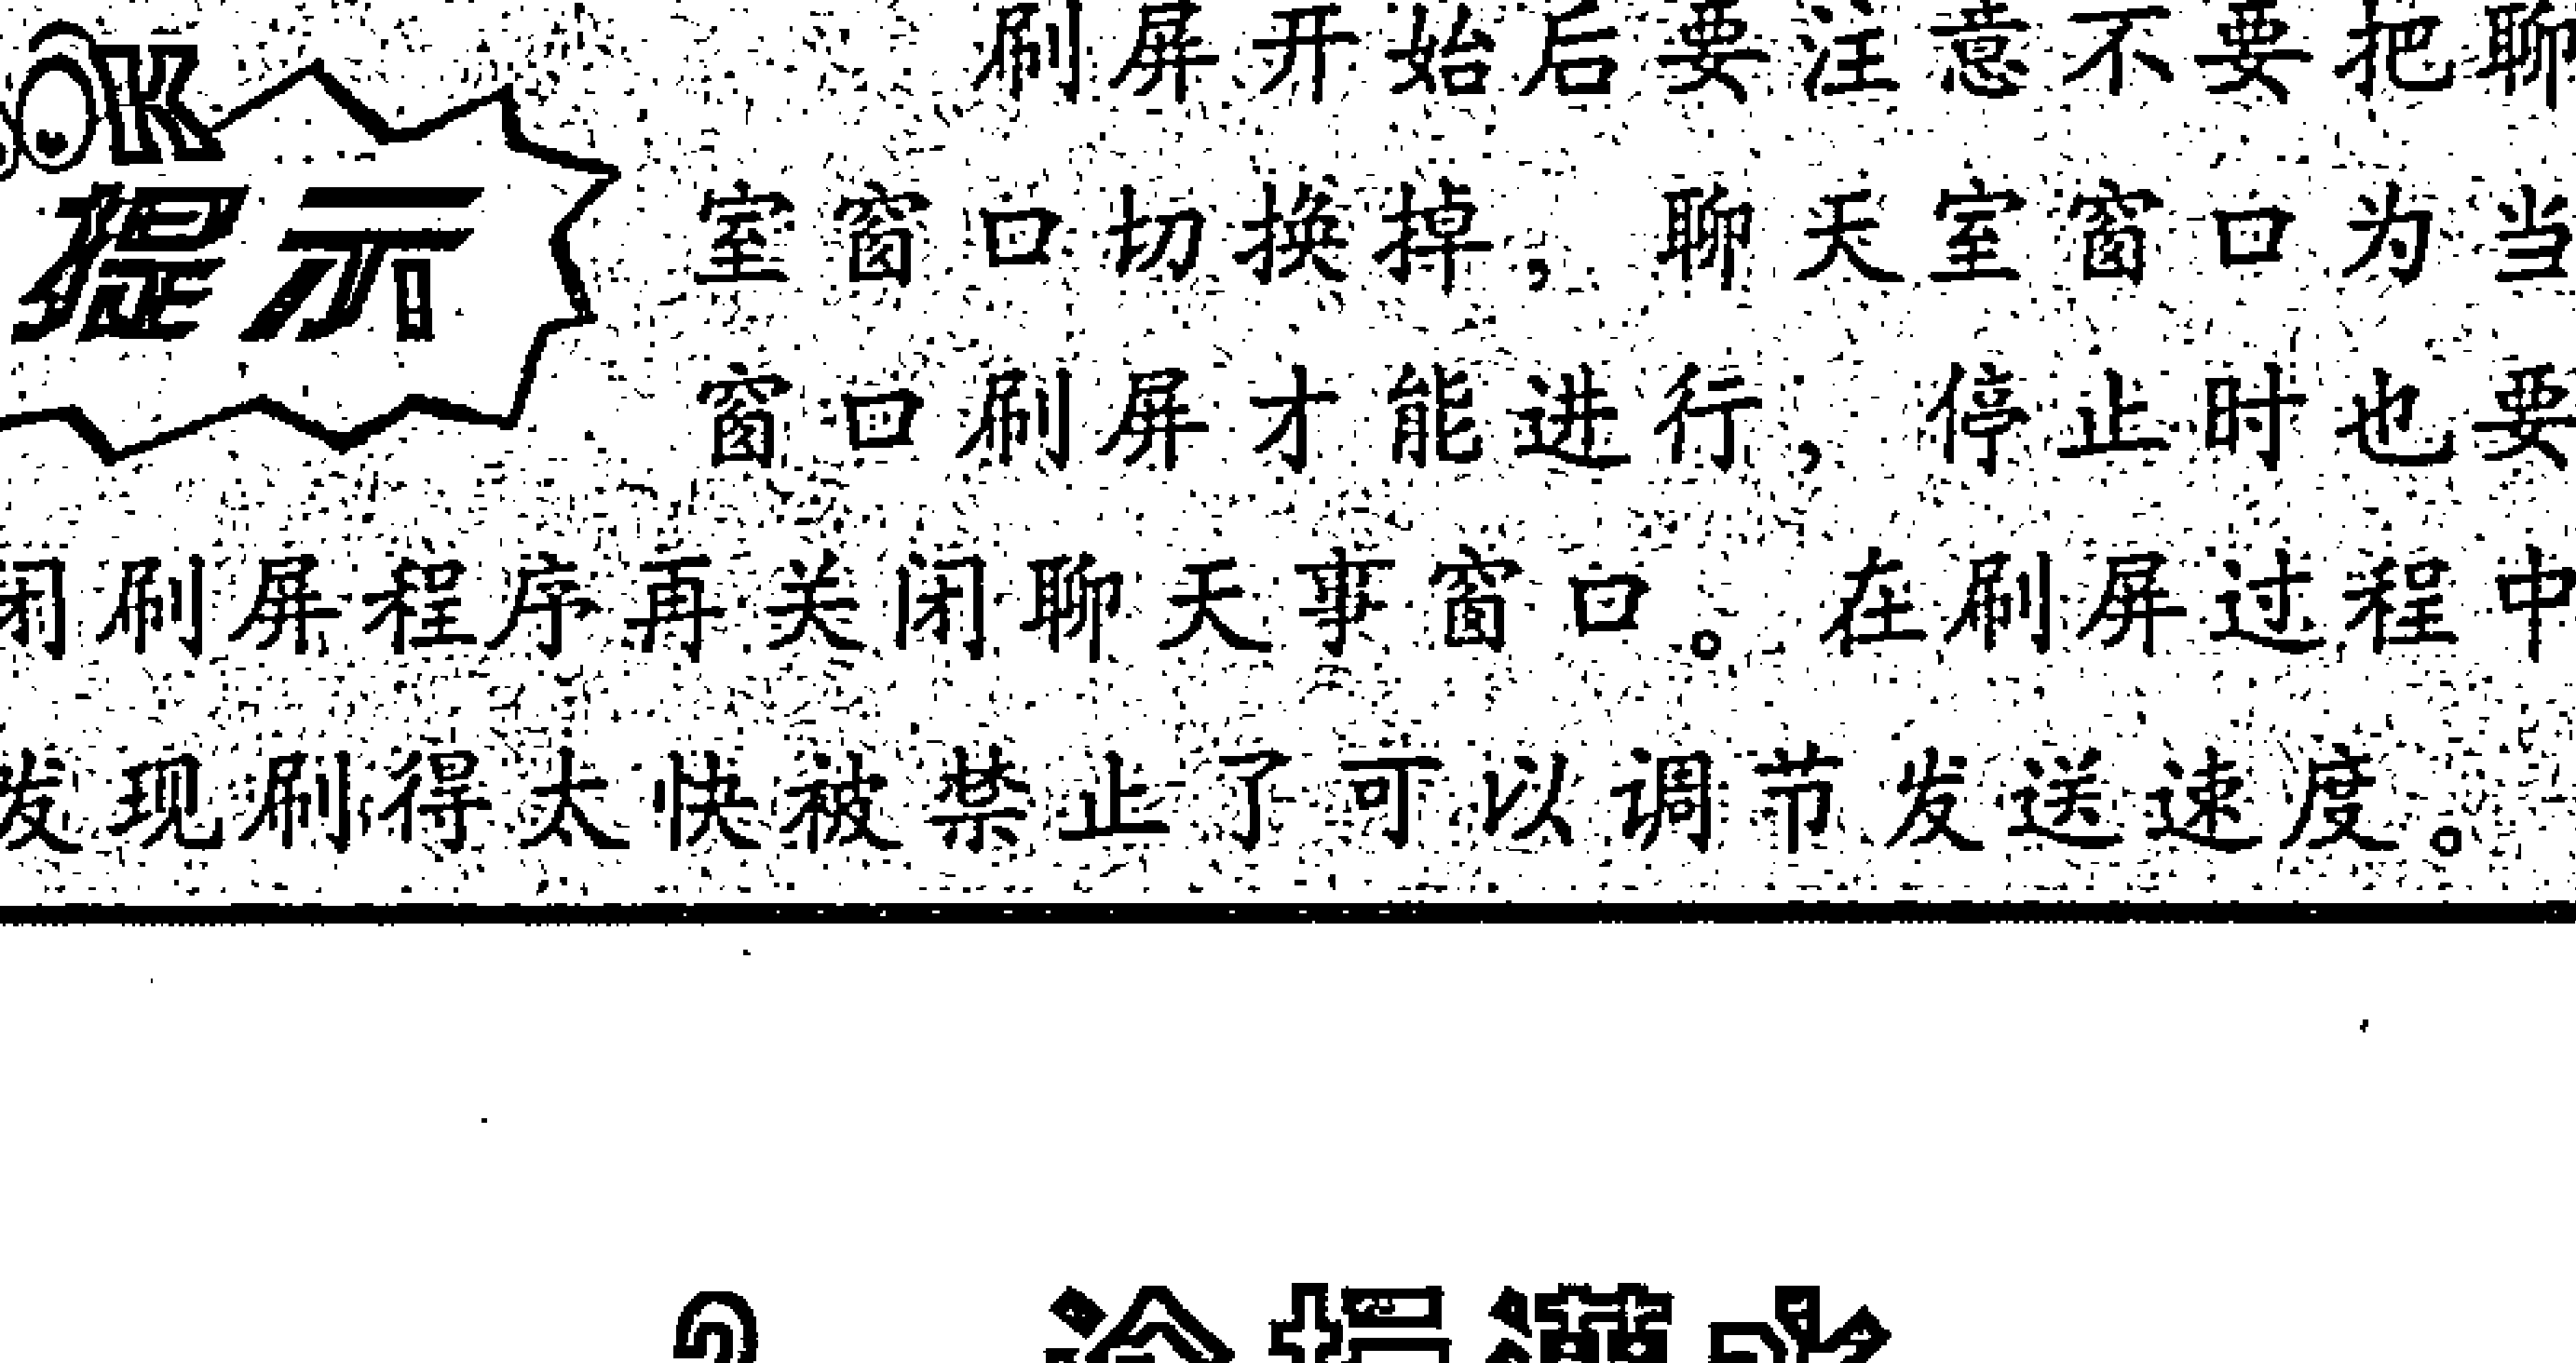 OK
提示
刷屏开始后要注意不要把聊
室窗口切换掉，聊天室窗口为当
窗口刷屏才能进行，停止时也要
闭刷屏程序再关闭聊天事窗口。在刷屏过程中
发现刷得太快被禁止了可以调节发送速度。